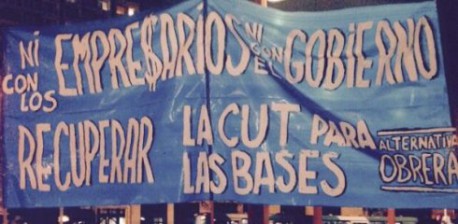 NI CON LOS EMPRE$ARIOS NI CON EL GOBIERNO
RECUPERAR LA CUT PARA LAS BASES
ALTERNATIVA OBRERA